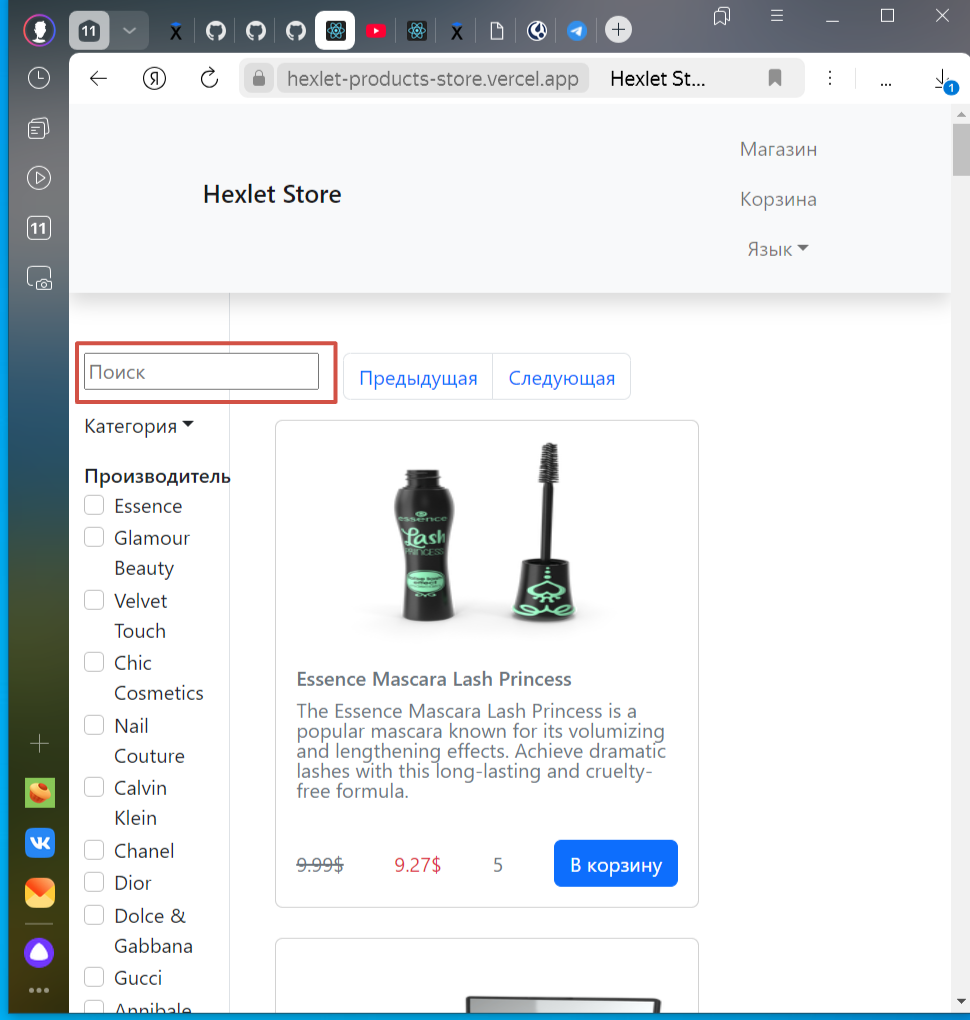 11
hexlet-products-store.vercel.app
Hexlet St...
...
1
11
Магазин
Hexlet Store
Корзина
Язык
Поиск
Предыдущая
Следующая
Категория
Производитель
Essence
Glamour
Beauty
Velvet
Touch
Chic
Cosmetics
Nail
Couture
Calvin
Klein
Chanel
Dior
Dolce &
Gabbana
Gucci
Annibale
essence
Lash
PRINCESS
Essence Mascara Lash Princess
The Essence Mascara Lash Princess is a
popular mascara known for its volumizing
and lengthening effects. Achieve dramatic
lashes with this long-lasting and cruelty-
free formula.
9.99$
9.27$
5
В корзину